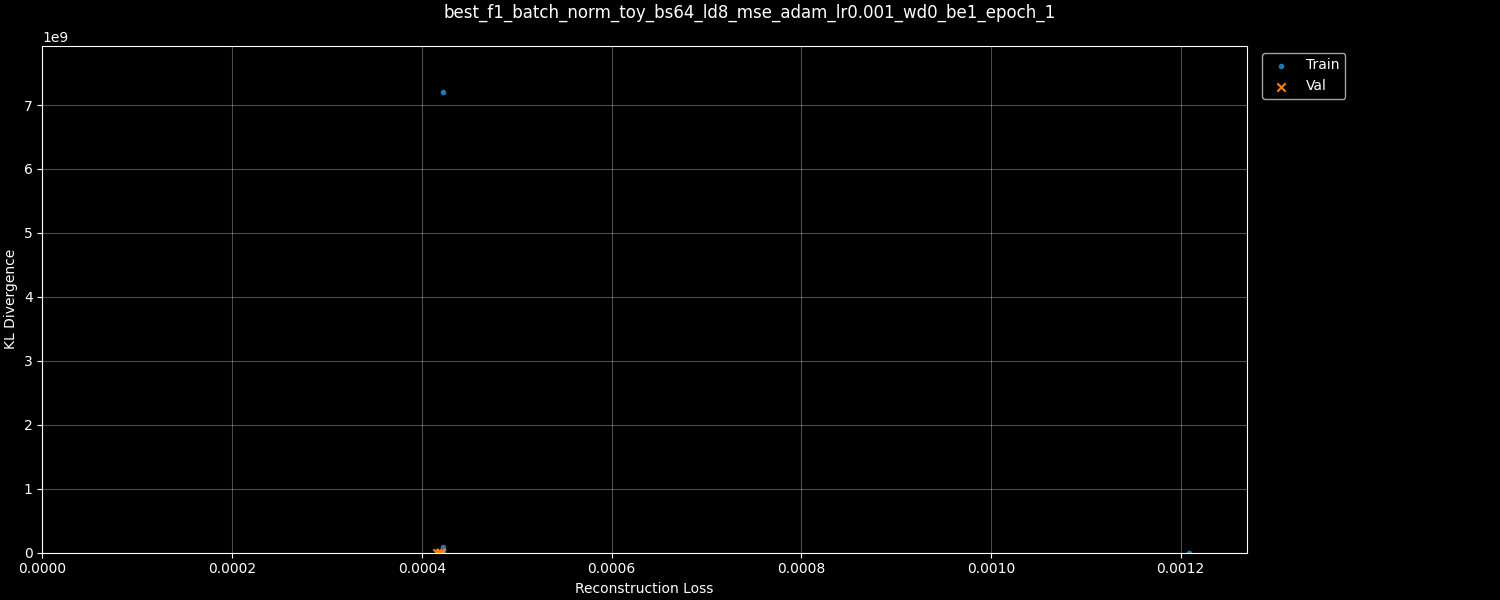 best_f1_batch_norm_toy_bs64_ld8_mse_adam_lr0.001_wd0_be1_epoch_1
1e9
Train
Val
7
6
5
4
3
2
1
0
KL Divergence
0.0000 0.0002 0.0004 0.0006 0.0008 0.0010 0.0012
Reconstruction Loss